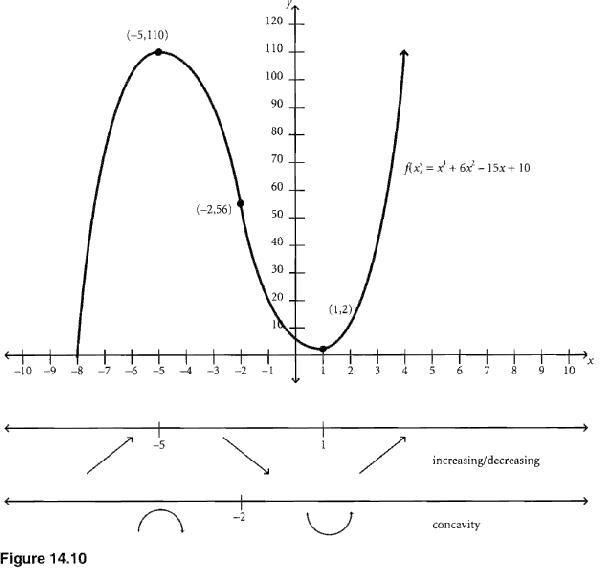 y
120
(–5,110)
100
90
80
70
f(x) = x³ + 6x² – 15x + 10
60
(–2,56)
50
40
30
20
(1,2)
10
–10 –9 –8 –7 –6 –5 –4 –3 –2 –1 1 2 3 4 5 6 7 8 9 10 x
–5 1
increasing/decreasing
–2
concavity
Figure 14.10